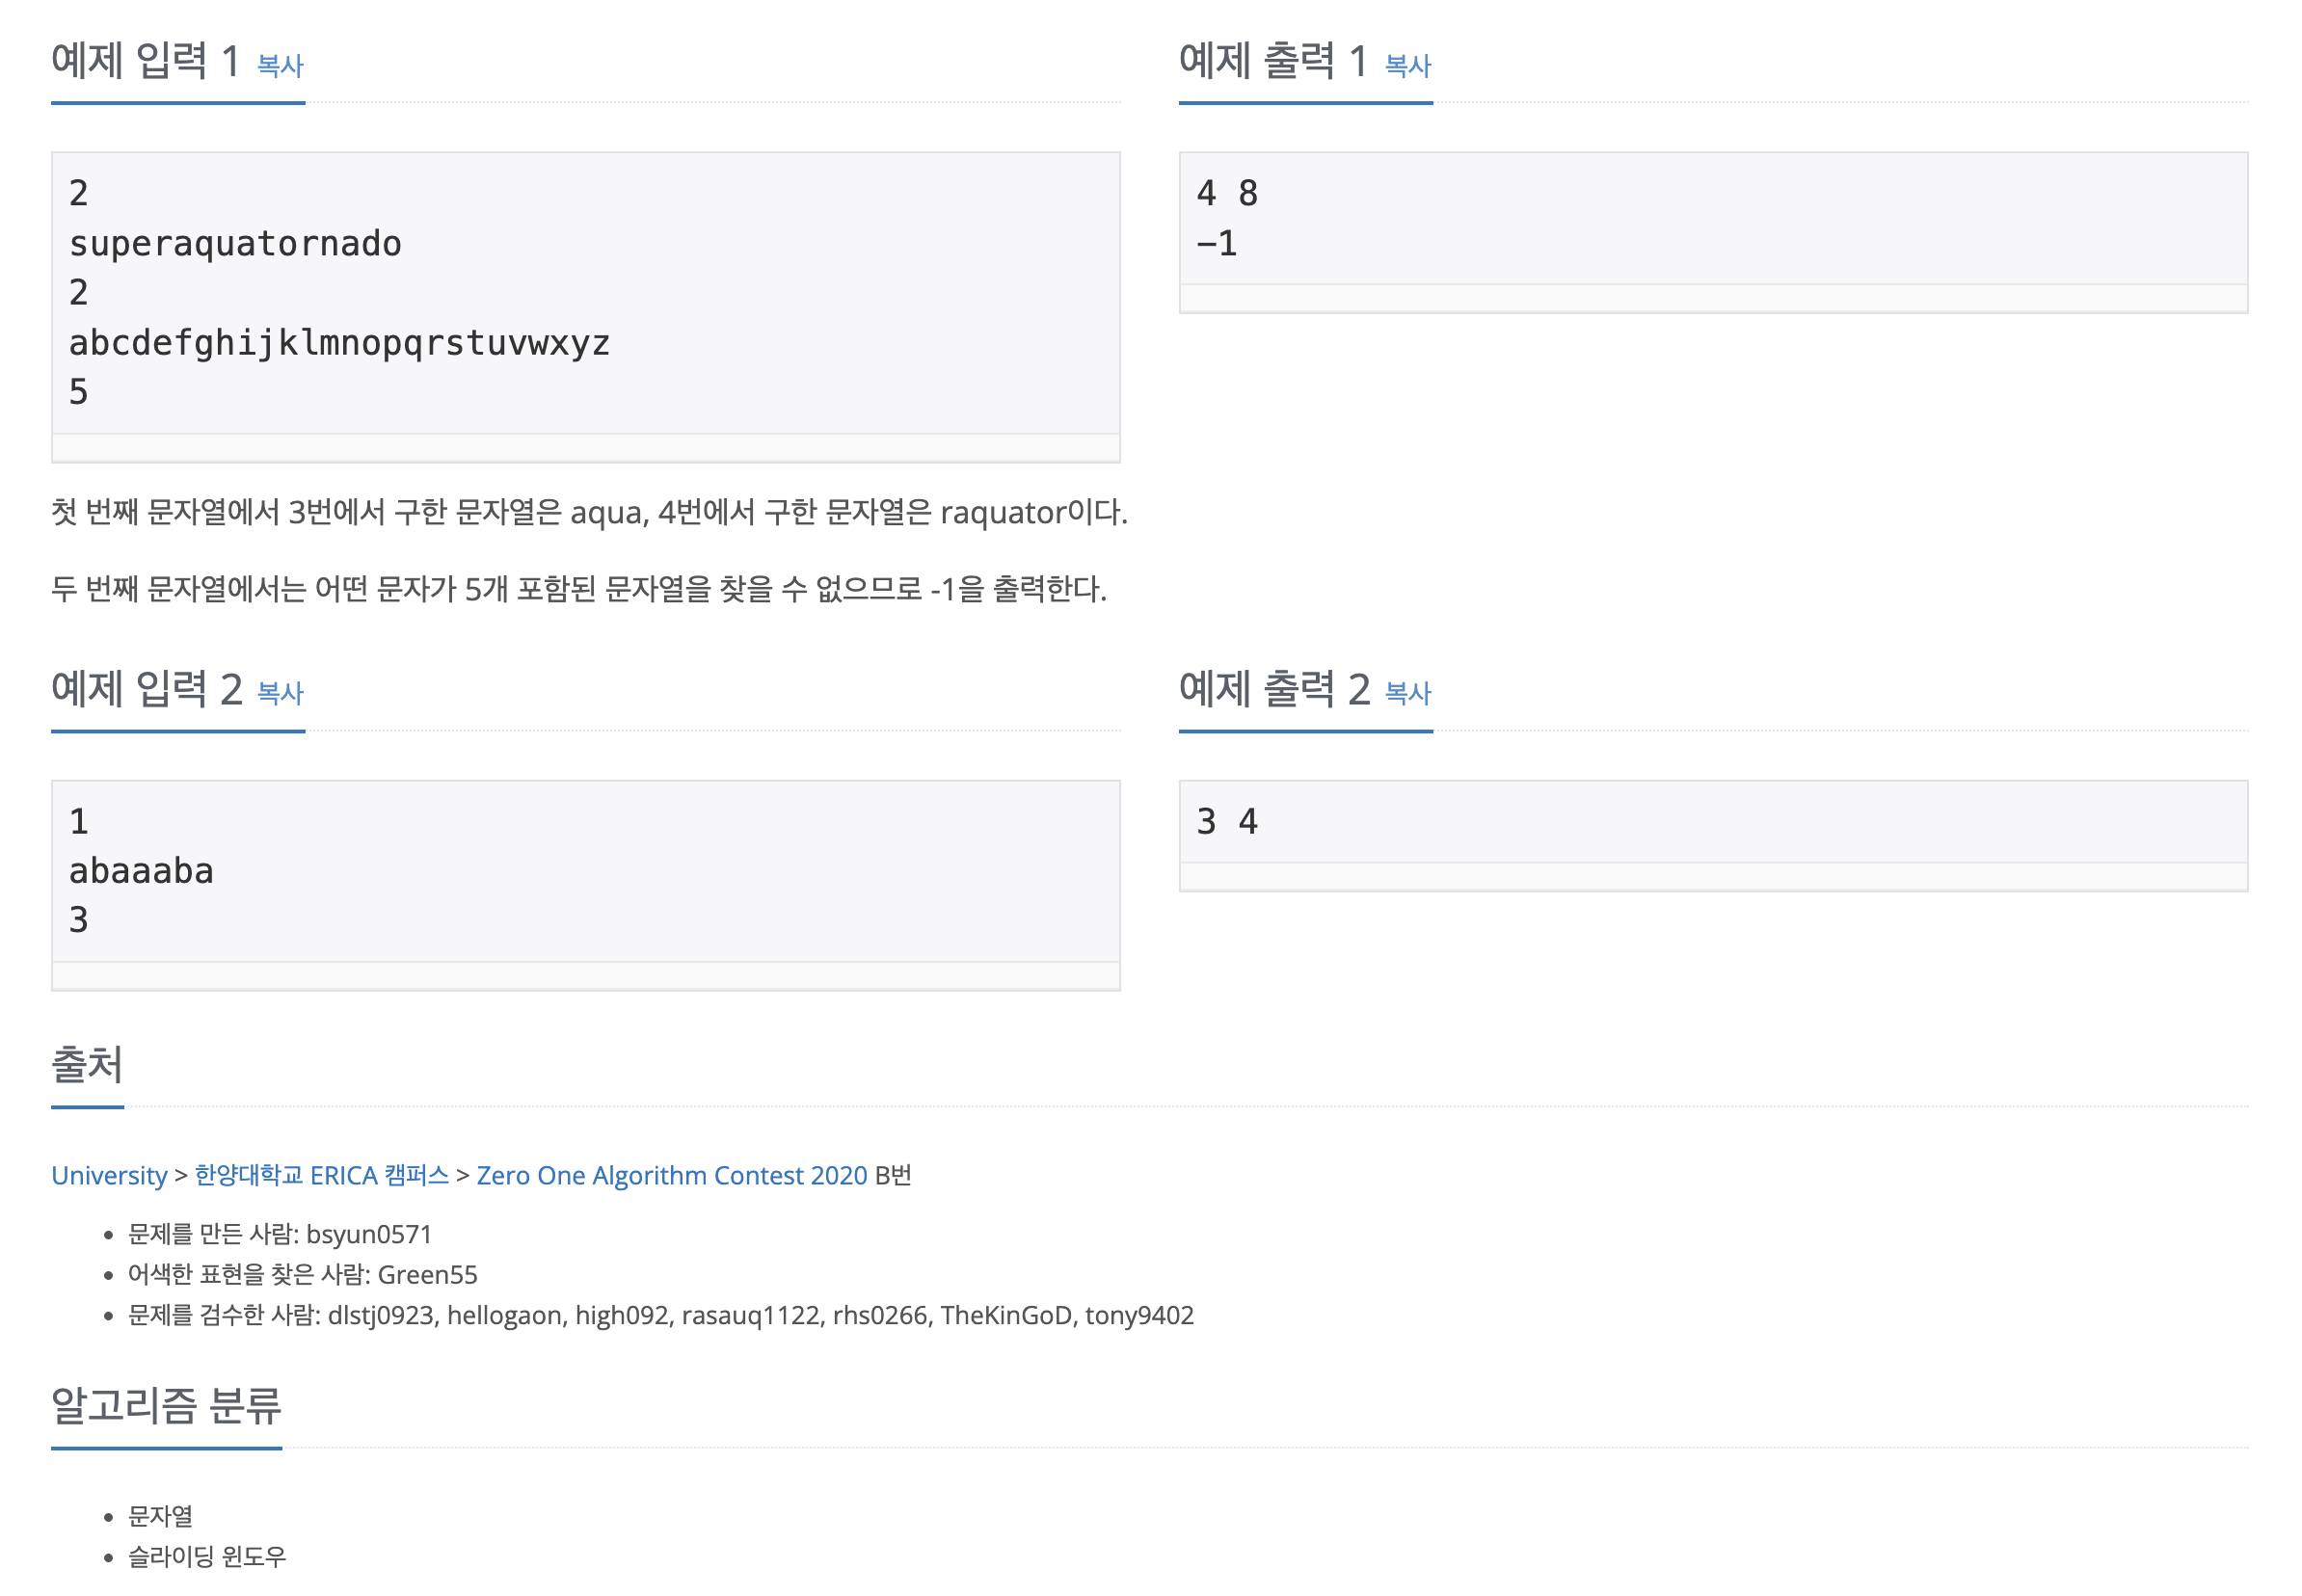 예제 입력 1 복사
2
superaquatornado
2
abcdefghijklmnopqrstuvwxyz
5
예제 출력 1 복사
4 8
-1
첫 번째 문자열에서 3번에서 구한 문자열은 aqua, 4번에서 구한 문자열은 raquator이다.
두 번째 문자열에서는 어떤 문자가 5개 포함된 문자열을 찾을 수 없으므로 -1을 출력한다.
예제 입력 2 복사
1
abaaaba
3
예제 출력 2 복사
3 4
출처
University > 한양대학교 ERICA 캠퍼스 > Zero One Algorithm Contest 2020 B번
문제를 만든 사람: bsyun0571
어색한 표현을 찾은 사람: Green55
문제를 검수한 사람: dlstj0923, hellogaon, high092, rasauq1122, rhs0266, TheKinGoD, tony9402
알고리즘 분류
문자열
슬라이딩 윈도우